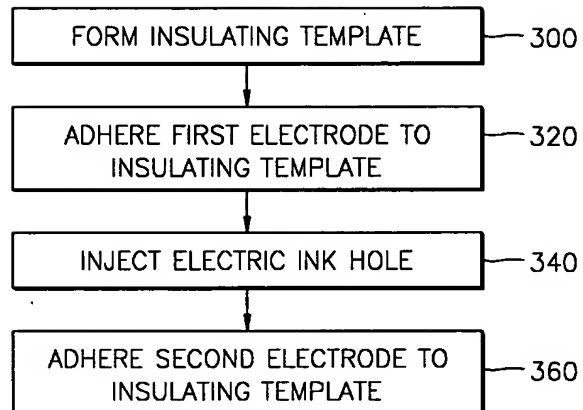 FORM INSULATING TEMPLATE 300
ADHERE FIRST ELECTRODE TO 320
INSULATING TEMPLATE
INJECT ELECTRIC INK HOLE 340
ADHERE SECOND ELECTRODE TO 360
INSULATING TEMPLATE